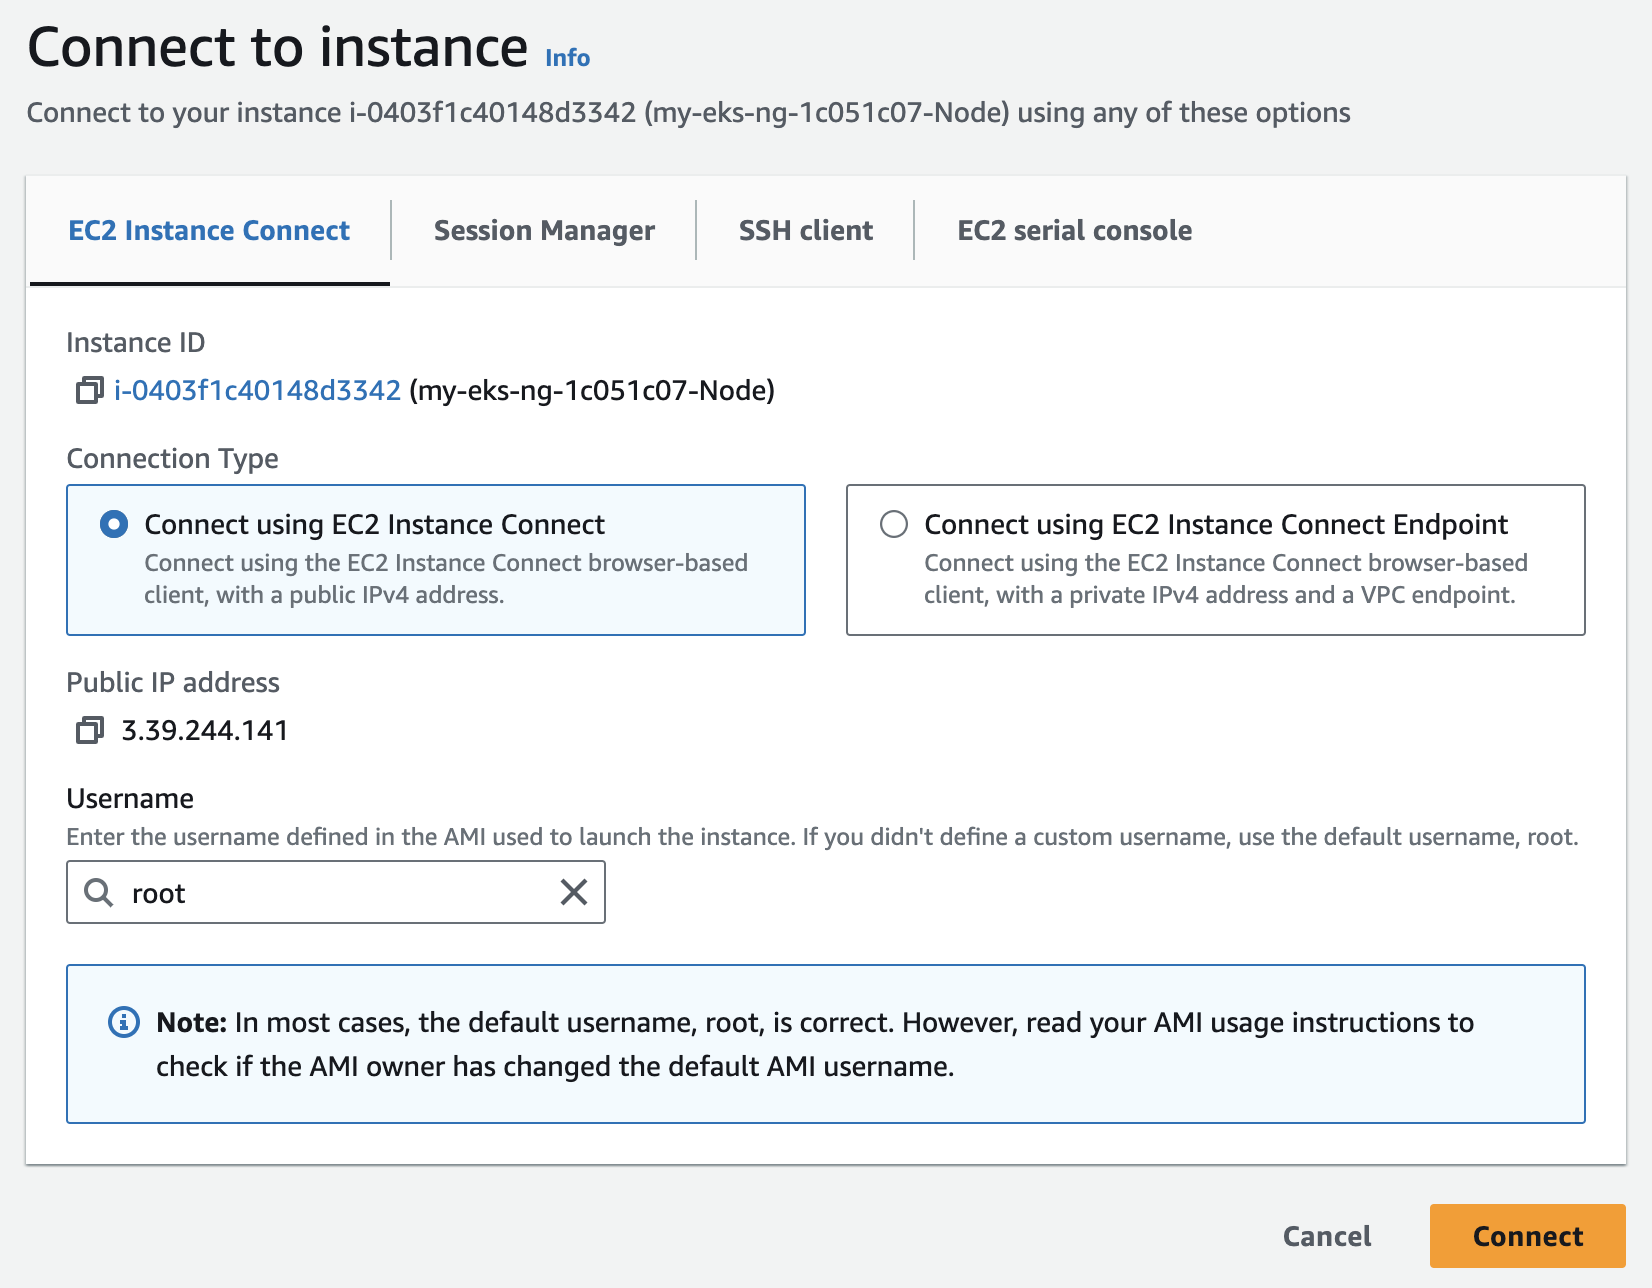 Connect to instance Info
Connect to your instance i-0403f1c40148d3342 (my-eks-ng-1c051c07-Node) using any of these options
EC2 Instance Connect Session Manager SSH client EC2 serial console
Instance ID
i-0403f1c40148d3342 (my-eks-ng-1c051c07-Node)
Connection Type
Connect using EC2 Instance Connect
Connect using the EC2 Instance Connect browser-based
client, with a public IPv4 address.
Connect using EC2 Instance Connect Endpoint
Connect using the EC2 Instance Connect browser-based
client, with a private IPv4 address and a VPC endpoint.
Public IP address
3.39.244.141
Username
Enter the username defined in the AMI used to launch the instance. If you didn't define a custom username, use the default username, root.
root
Note: In most cases, the default username, root, is correct. However, read your AMI usage instructions to
check if the AMI owner has changed the default AMI username.
Cancel Connect